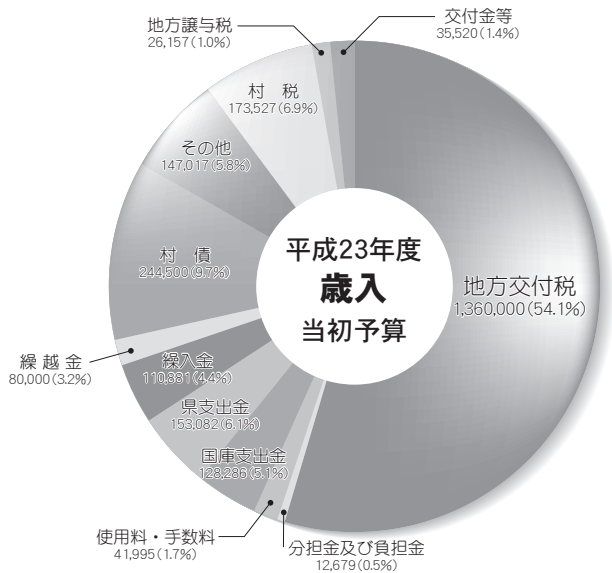 平成23年度
歳入
当初予算
地方交付税
1,360,000(54.1%)
分担金及び負担金
12,679(0.5%)
使用料・手数料
41,995(1.7%)
国庫支出金
128,286(5.1%)
県支出金
153,082(6.1%)
繰入金
110,881(4.4%)
繰越金
80,000(3.2%)
村 債
244,500(9.7%)
その他
147,017(5.8%)
村 税
173,527(6.9%)
地方譲与税
26,157(1.0%)
交付金等
35,520(1.4%)